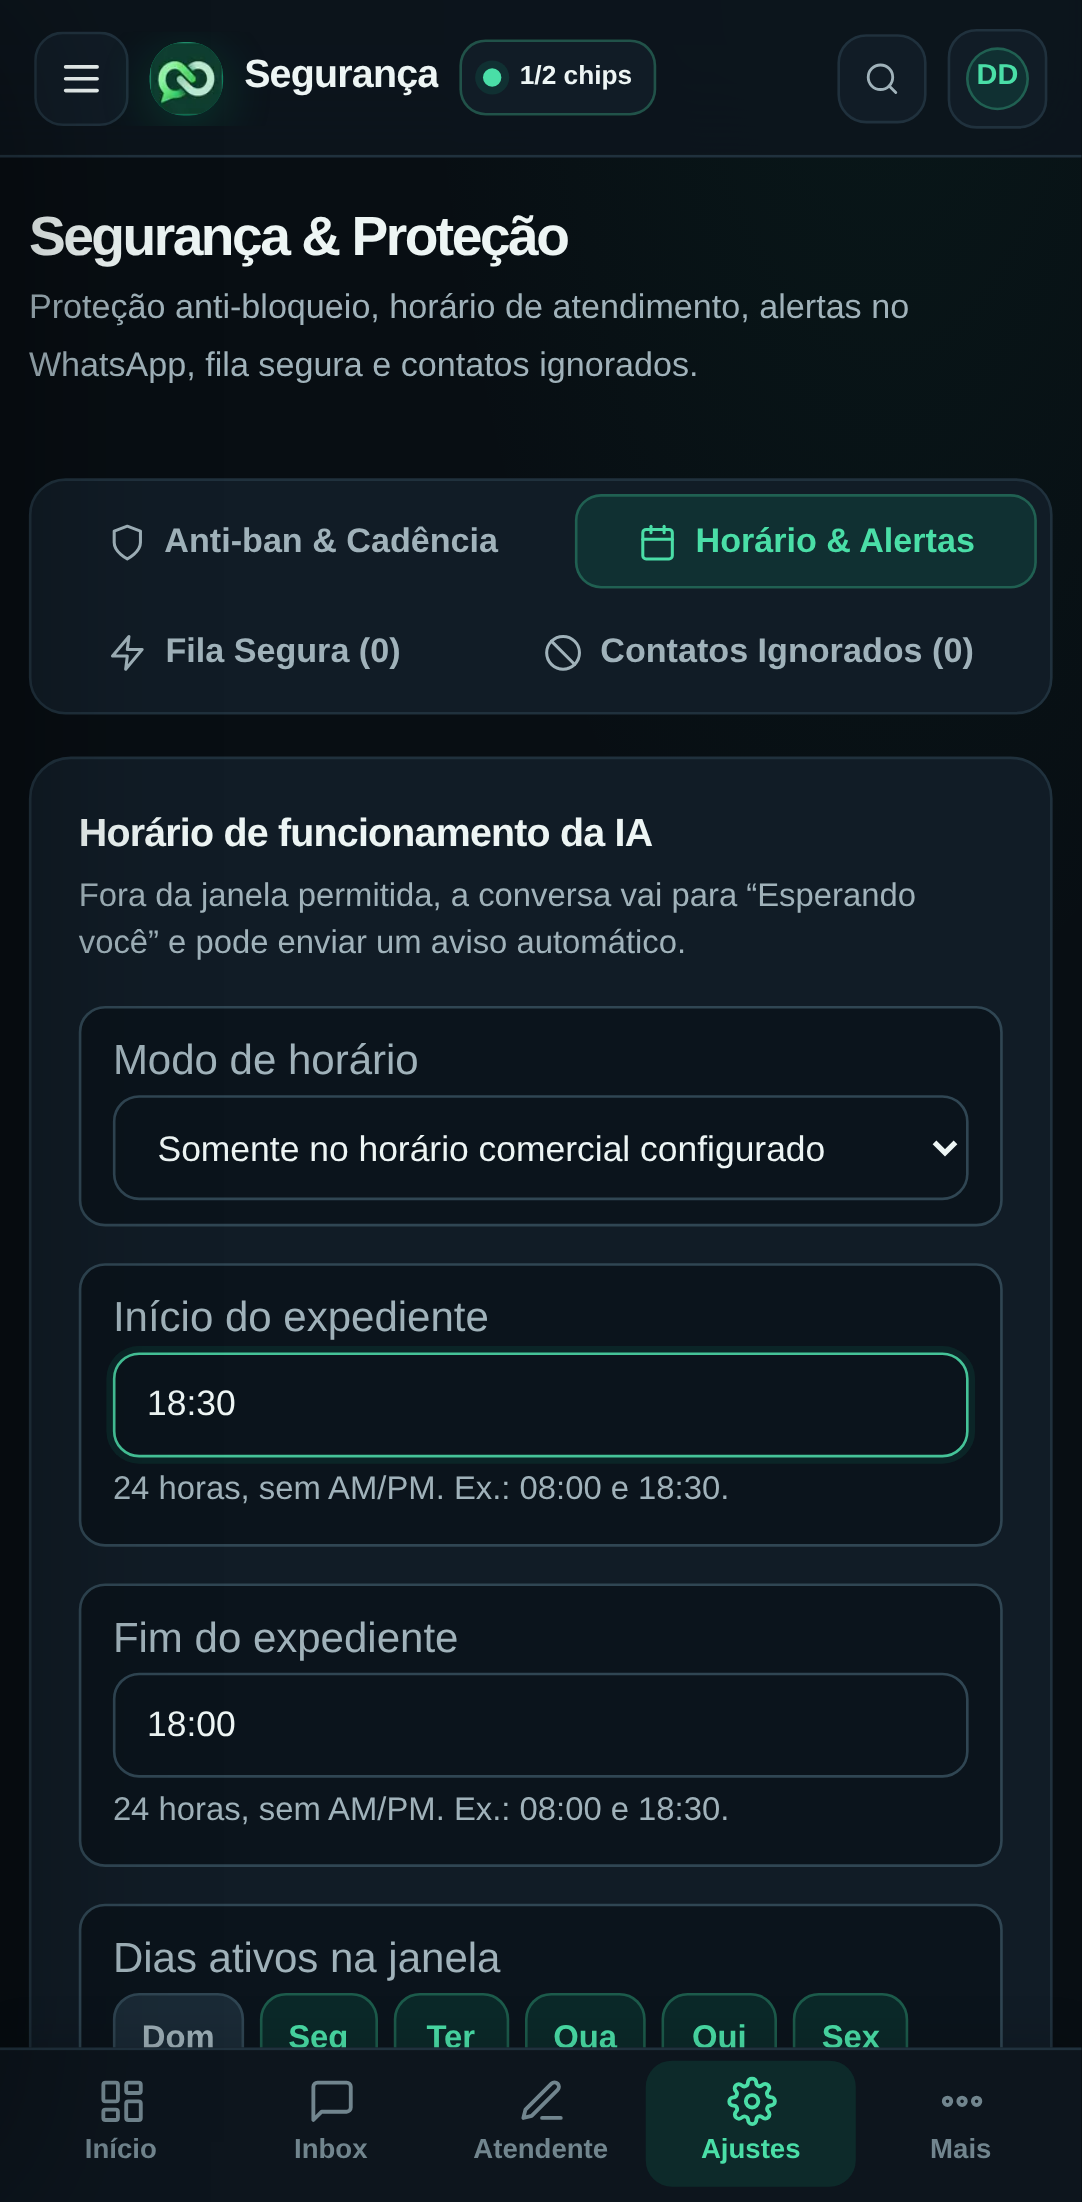 Segurança
1/2 chips
DD
Segurança & Proteção
Proteção anti-bloqueio, horário de atendimento, alertas no
WhatsApp, fila segura e contatos ignorados.
Anti-ban & Cadência
Horário & Alertas
Fila Segura (0)
Contatos Ignorados (0)
Horário de funcionamento da IA
Fora da janela permitida, a conversa vai para “Esperando
você” e pode enviar um aviso automático.
Modo de horário
Somente no horário comercial configurado
Início do expediente
18:30
24 horas, sem AM/PM. Ex.: 08:00 e 18:30.
Fim do expediente
18:00
24 horas, sem AM/PM. Ex.: 08:00 e 18:30.
Dias ativos na janela
Dom Seg Ter Qua Qui Sex
Início
Inbox
Atendente
Ajustes
Mais